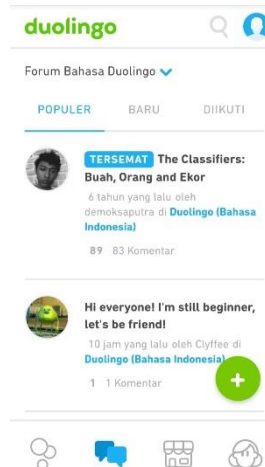 duolingo
Forum Bahasa Duolingo
POPULER BARU DIIKUTI
TERSEMAT The Classifiers:
Buah, Orang and Ekor
6 tahun yang lalu oleh
demoksaputra di Duolingo (Bahasa
Indonesia)
89 83 Komentar
Hi everyone! I'm still beginner,
let's be friend!
10 jam yang lalu oleh Clyffee di
Duolingo (Bahasa Indonesia)
1 1 Komentar